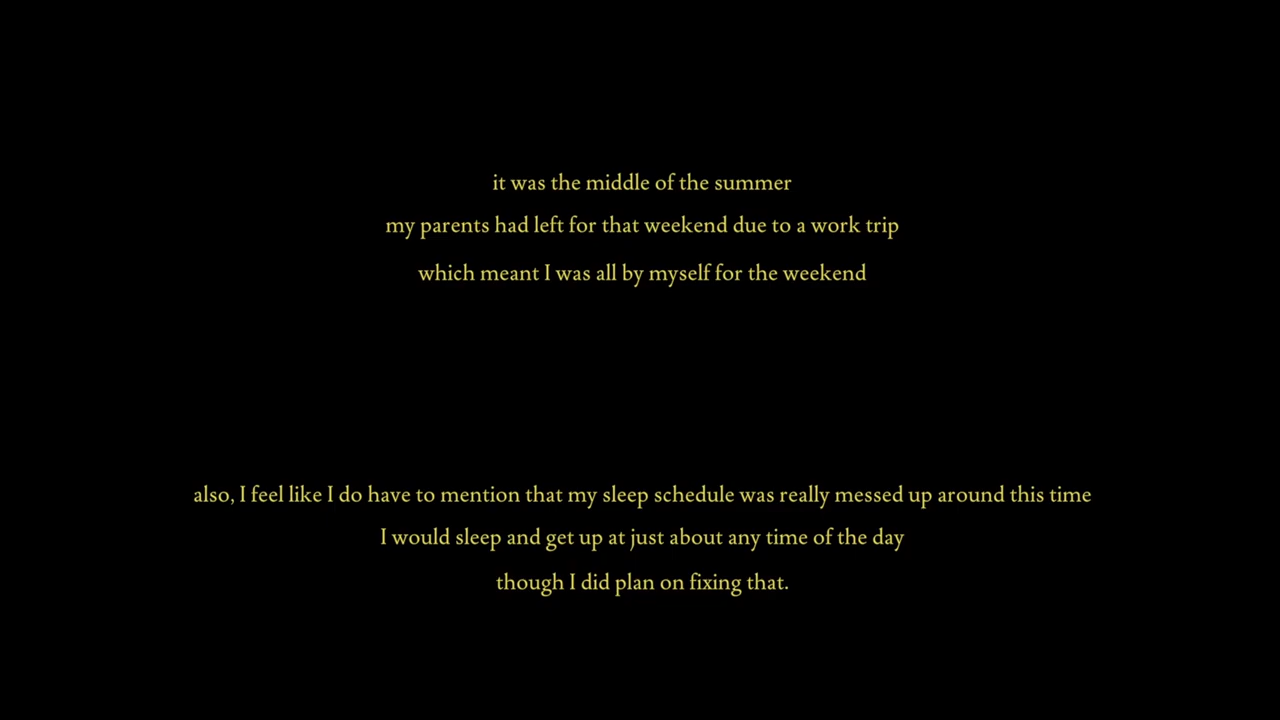 it was the middle of the summer
my parents had left for that weekend due to a work trip
which meant I was all by myself for the weekend
also, I feel like I do have to mention that my sleep schedule was really messed up around this time
I would sleep and get up at just about any time of the day
though I did plan on fixing that.